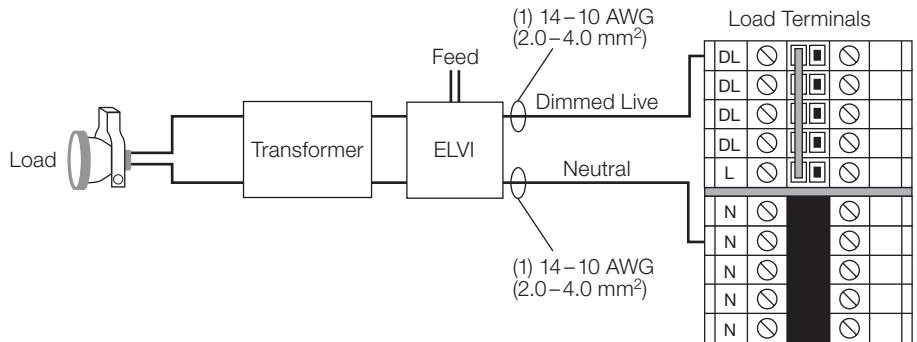 (1) 14–10 AWG
(2.0–4.0 mm²)
Load Terminals
Feed
Dimmed Live
Load
Transformer
ELVI
Neutral
(1) 14–10 AWG
(2.0–4.0 mm²)
DL
DL
DL
DL
L
N
N
N
N
N